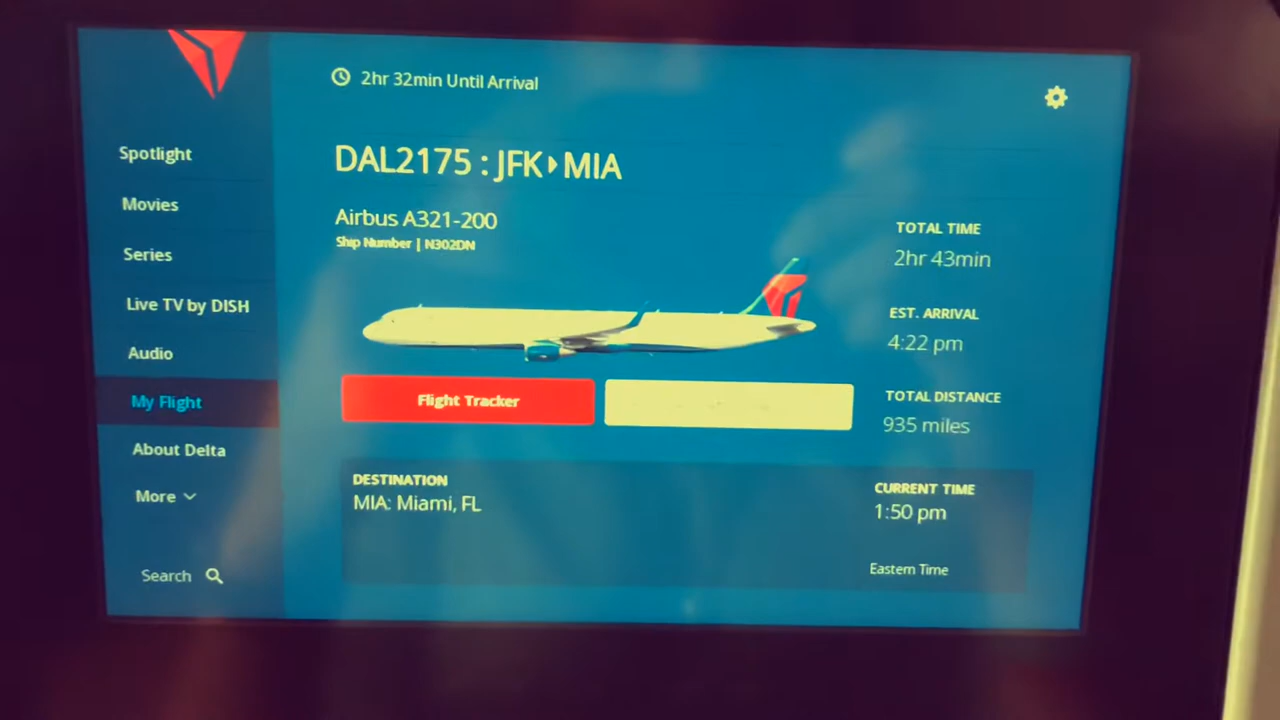 2hr 32min Until Arrival
Spotlight
Movies
Series
Live TV by DISH
Audio
My Flight
About Delta
More
Search
DAL2175 : JFK▸MIA
Airbus A321-200
Ship Number | N302DN
TOTAL TIME
2hr 43min
EST. ARRIVAL
4:22 pm
TOTAL DISTANCE
935 miles
Flight Tracker
DESTINATION
MIA: Miami, FL
CURRENT TIME
1:50 pm
Eastern Time